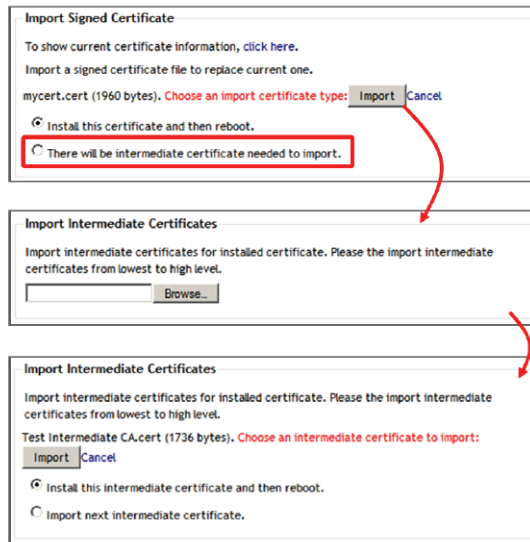 Import Signed Certificate
To show current certificate information, click here.
Import a signed certificate file to replace current one.
mycert.cert (1960 bytes). Choose an import certificate type: Import Cancel
Install this certificate and then reboot.
There will be intermediate certificate needed to import.
Import Intermediate Certificates
Import intermediate certificates for installed certificate. Please the import intermediate
certificates from lowest to high level.
Browse...
Import Intermediate Certificates
Import intermediate certificates for installed certificate. Please the import intermediate
certificates from lowest to high level.
Test Intermediate CA.cert (1736 bytes). Choose an intermediate certificate to import:
Import Cancel
Install this intermediate certificate and then reboot.
Import next intermediate certificate.